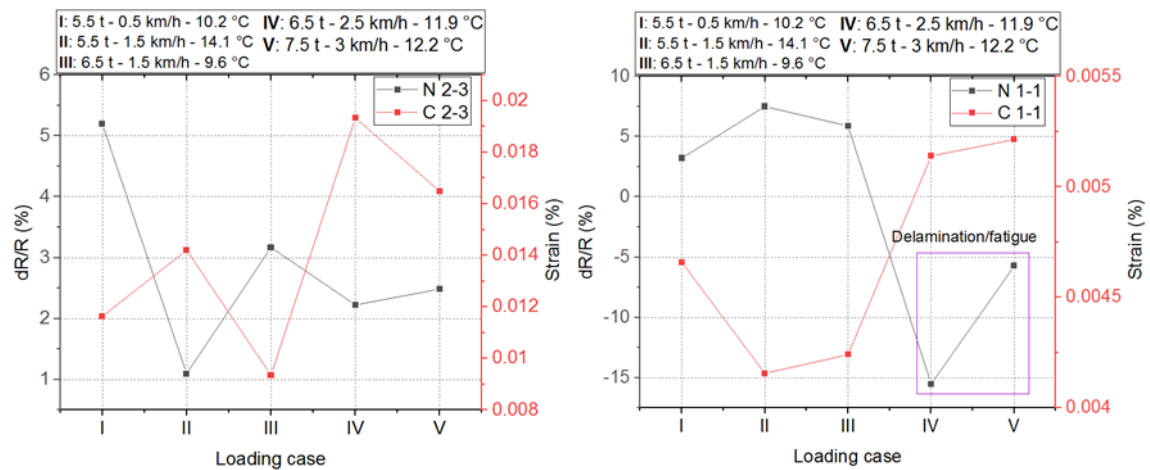 I: 5.5 t - 0.5 km/h - 10.2 °C
IV: 6.5 t - 2.5 km/h - 11.9 °C
II: 5.5 t - 1.5 km/h - 14.1 °C
V: 7.5 t - 3 km/h - 12.2 °C
III: 6.5 t - 1.5 km/h - 9.6 °C
N 2-3
C 2-3
6
5
4
3
2
1
dR/R (%)
0.02
0.018
0.016
0.014
0.012
0.01
0.008
Strain (%)
I II III IV V
Loading case
I: 5.5 t - 0.5 km/h - 10.2 °C
IV: 6.5 t - 2.5 km/h - 11.9 °C
II: 5.5 t - 1.5 km/h - 14.1 °C
V: 7.5 t - 3 km/h - 12.2 °C
III: 6.5 t - 1.5 km/h - 9.6 °C
N 1-1
C 1-1
10
5
0
-5
-10
-15
dR/R (%)
Delamination/fatigue
0.0055
0.005
0.0045
0.004
Strain (%)
I II III IV V
Loading case